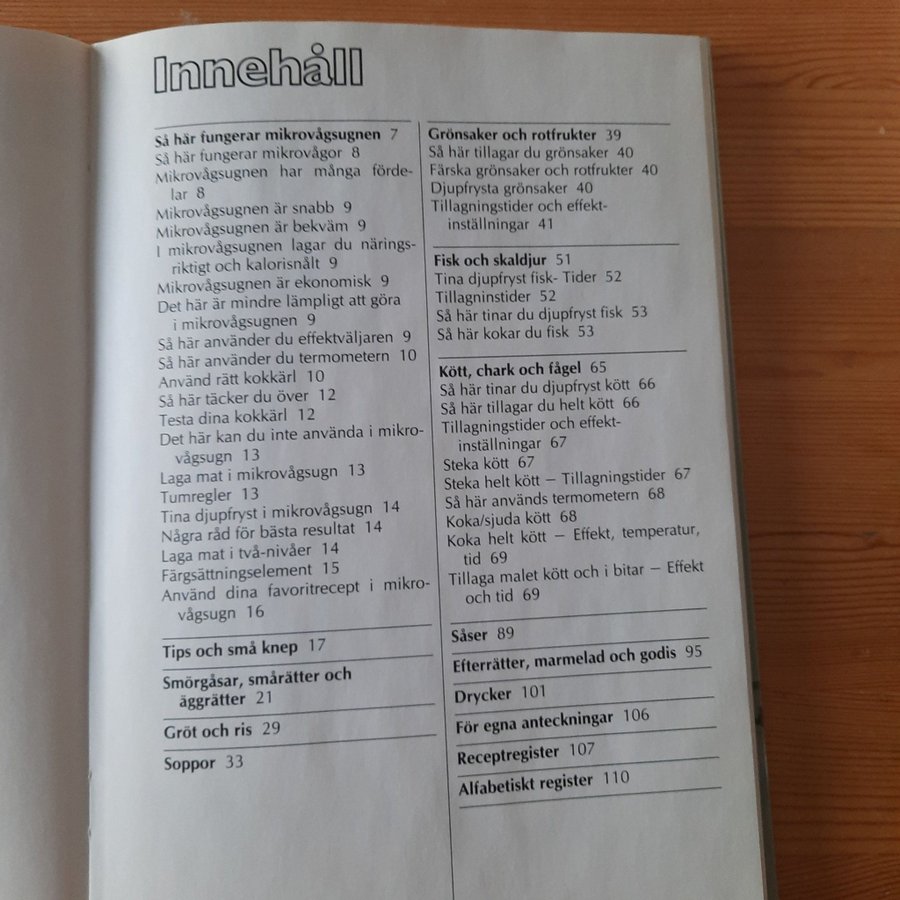 Innehåll
Så här fungerar mikrovågsugnen 7
Så här fungerar mikrovågor 8
Mikrovågsugnen har många förde-
lar 8
Mikrovågsugnen är snabb 9
Mikrovågsugnen är bekväm 9
I mikrovågsugnen lagar du närings-
riktigt och kalorisnålt 9
Mikrovågsugnen är ekonomisk 9
Det här är mindre lämpligt att göra
i mikrovågsugnen 9
Så här använder du effektväljaren 9
Så här använder du termometern 10
Använd rätt kokkärl 10
Så här täcker du över 12
Testa dina kokkärl 12
Det här kan du inte använda i mikro-
vågsugn 13
Laga mat i mikrovågsugn 13
Tumregler 13
Tina djupfryst i mikrovågsugn 14
Några råd för bästa resultat 14
Laga mat i två-nivåer 14
Färgsättningselement 15
Använd dina favoritrecept i mikro-
vågsugn 16
Tips och små knep 17
Smörgåsar, smårätter och
äggrätter 21
Gröt och ris 29
Soppor 33
Grönsaker och rotfrukter 39
Så här tillagar du grönsaker 40
Färska grönsaker och rotfrukter 40
Djupfrysta grönsaker 40
Tillagningstider och effekt-
inställningar 41
Fisk och skaldjur 51
Tina djupfryst fisk- Tider 52
Tillagninstider 52
Så här tinar du djupfryst fisk 53
Så här kokar du fisk 53
Kött, chark och fågel 65
Så här tinar du djupfryst kött 66
Så här tillagar du helt kött 66
Tillagningstider och effekt-
inställningar 67
Steka kött 67
Steka helt kött – Tillagningstider 67
Så här används termometern 68
Koka/sjuda kött 68
Koka helt kött – Effekt, temperatur,
tid 69
Tillaga malet kött och i bitar – Effekt
och tid 69
Såser 89
Efterrätter, marmelad och godis 95
Drycker 101
För egna anteckningar 106
Receptregister 107
Alfabetiskt register 110